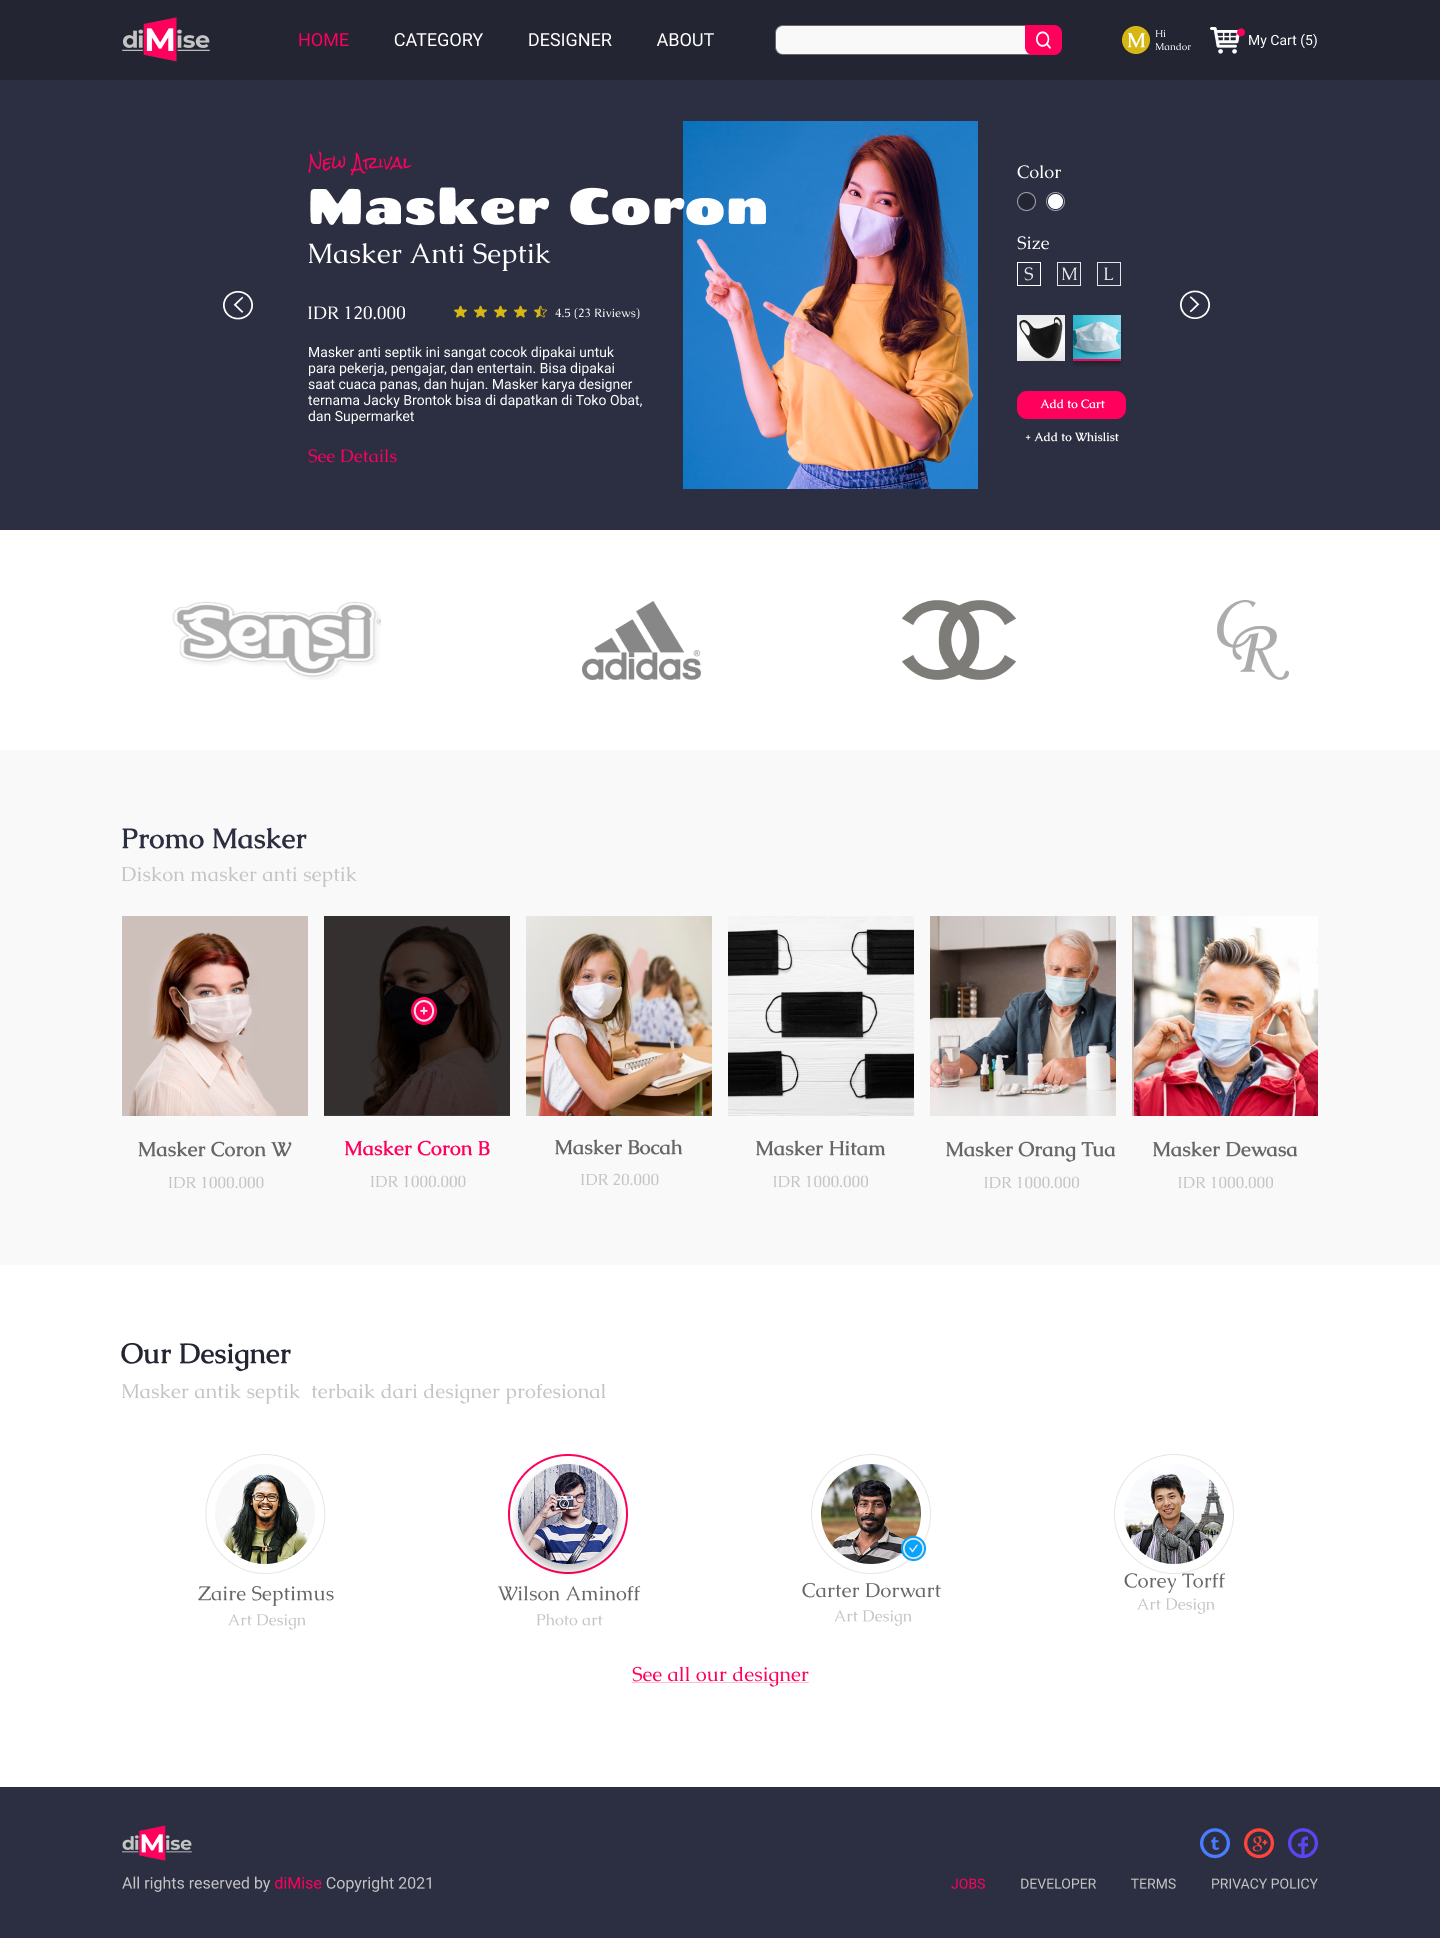 diMise
HOME
CATEGORY
DESIGNER
ABOUT
M
Hi
Mandor
My Cart (5)
New Arival
Masker Coron
Masker Anti Septik
IDR 120.000
4.5 (23 Riviews)
Masker anti septik ini sangat cocok dipakai untuk
para pekerja, pengajar, dan entertain. Bisa dipakai
saat cuaca panas, dan hujan. Masker karya designer
ternama Jacky Brontok bisa di dapatkan di Toko Obat,
dan Supermarket
See Details
Color
Size
S
M
L
Add to Cart
+ Add to Whislist
Sensi
adidas®
CR
Promo Masker
Diskon masker anti septik
Masker Coron W
IDR 1000.000
Masker Coron B
IDR 1000.000
Masker Bocah
IDR 20.000
Masker Hitam
IDR 1000.000
Masker Orang Tua
IDR 1000.000
Masker Dewasa
IDR 1000.000
Our Designer
Masker antik septik  terbaik dari designer profesional
Zaire Septimus
Art Design
Wilson Aminoff
Photo art
Carter Dorwart
Art Design
Corey Torff
Art Design
See all our designer
diMise
All rights reserved by diMise Copyright 2021
t
g+
f
JOBS
DEVELOPER
TERMS
PRIVACY POLICY